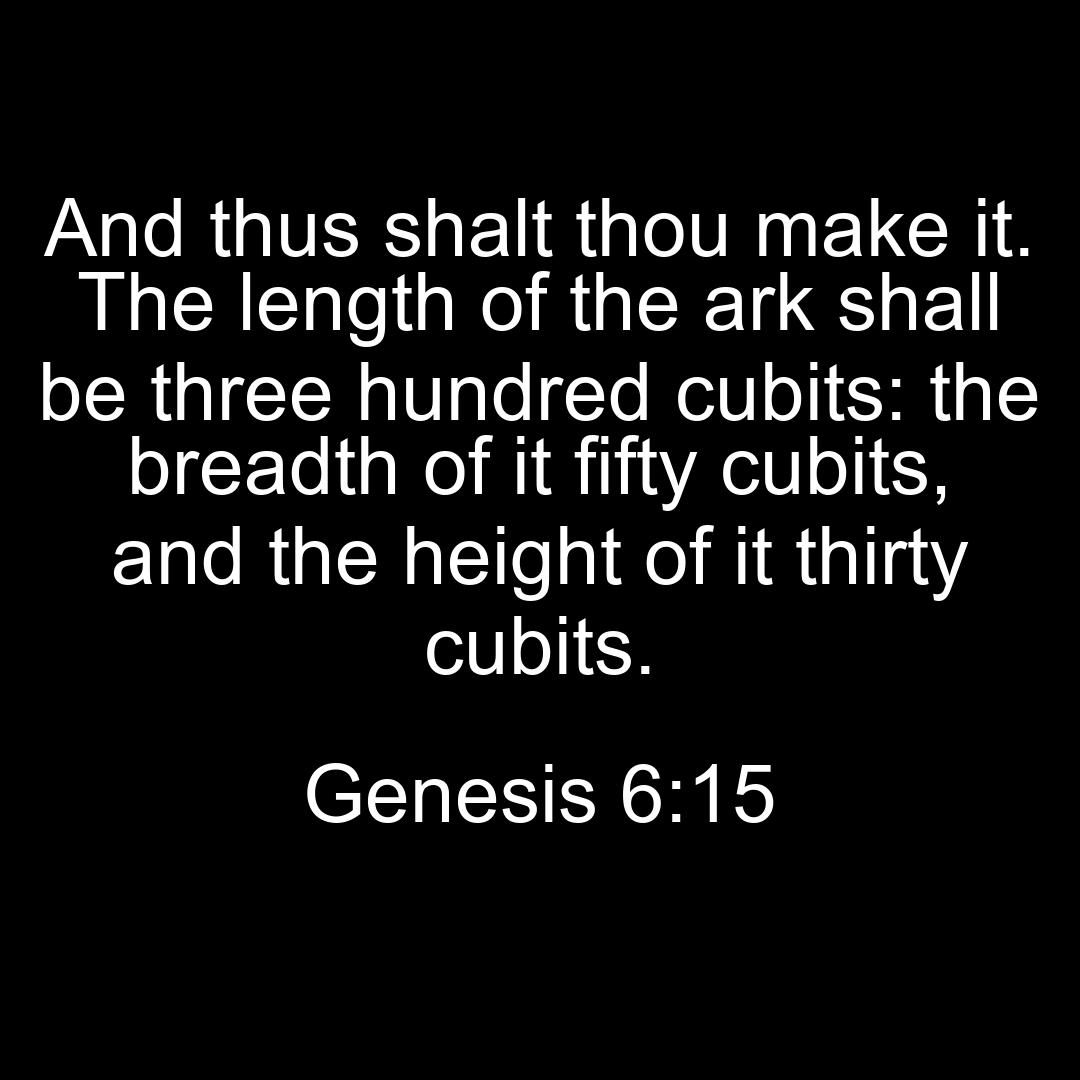 And thus shalt thou make it.
The length of the ark shall
be three hundred cubits: the
breadth of it fifty cubits,
and the height of it thirty
cubits.
Genesis 6:15